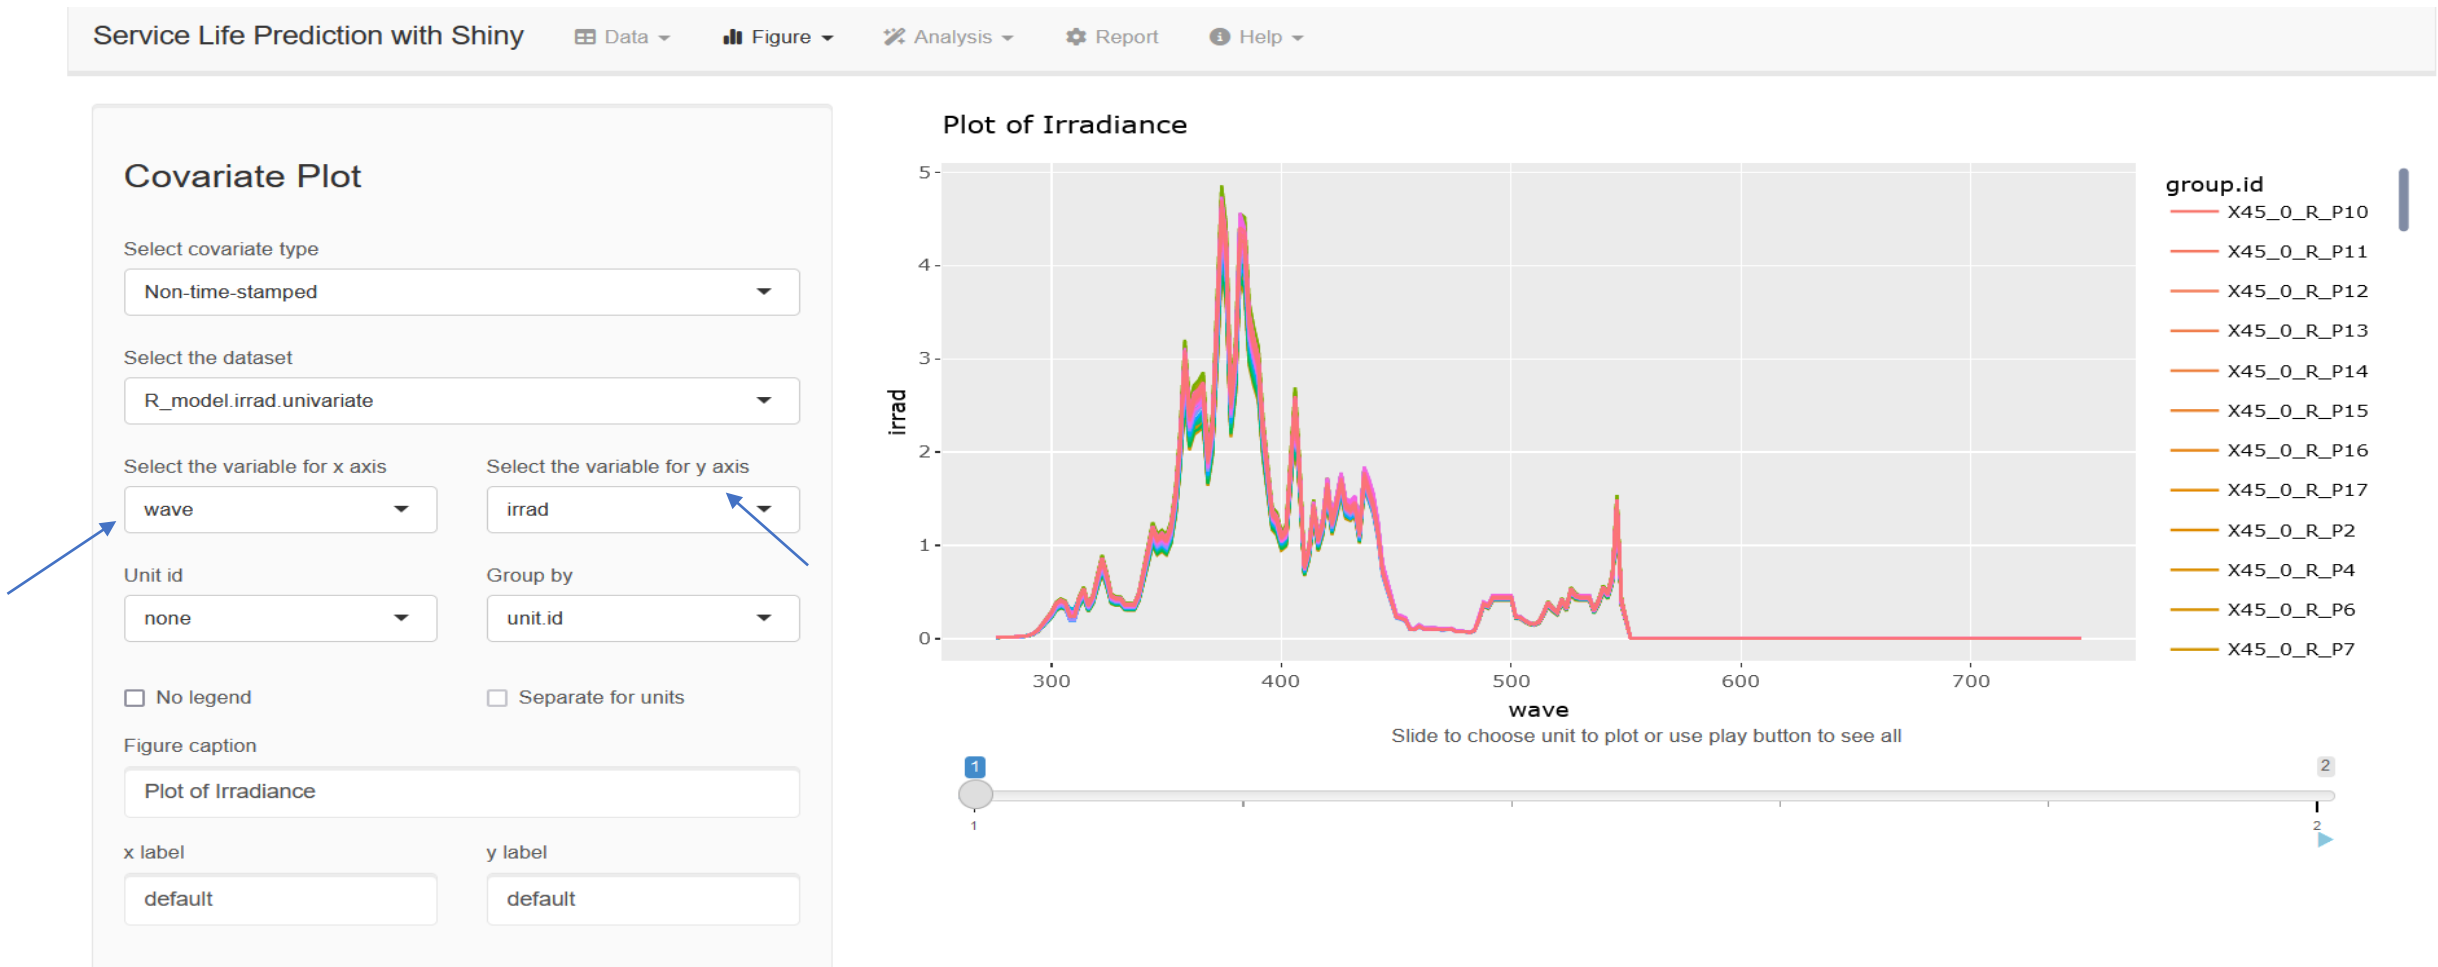 Service Life Prediction with Shiny Data Figure Analysis Report Help
Covariate Plot
Select covariate type
Non-time-stamped
Select the dataset
R_model.irrad.univariate
Select the variable for x axis Select the variable for y axis
wave irrad
Unit id Group by
none unit.id
No legend Separate for units
Figure caption
Plot of Irradiance
x label y label
default default
Plot of Irradiance
5
4
3
2
1
0
irrad
300 400 500 600 700
wave
group.id
X45_0_R_P10
X45_0_R_P11
X45_0_R_P12
X45_0_R_P13
X45_0_R_P14
X45_0_R_P15
X45_0_R_P16
X45_0_R_P17
X45_0_R_P2
X45_0_R_P4
X45_0_R_P6
X45_0_R_P7
Slide to choose unit to plot or use play button to see all
1 2
1 2